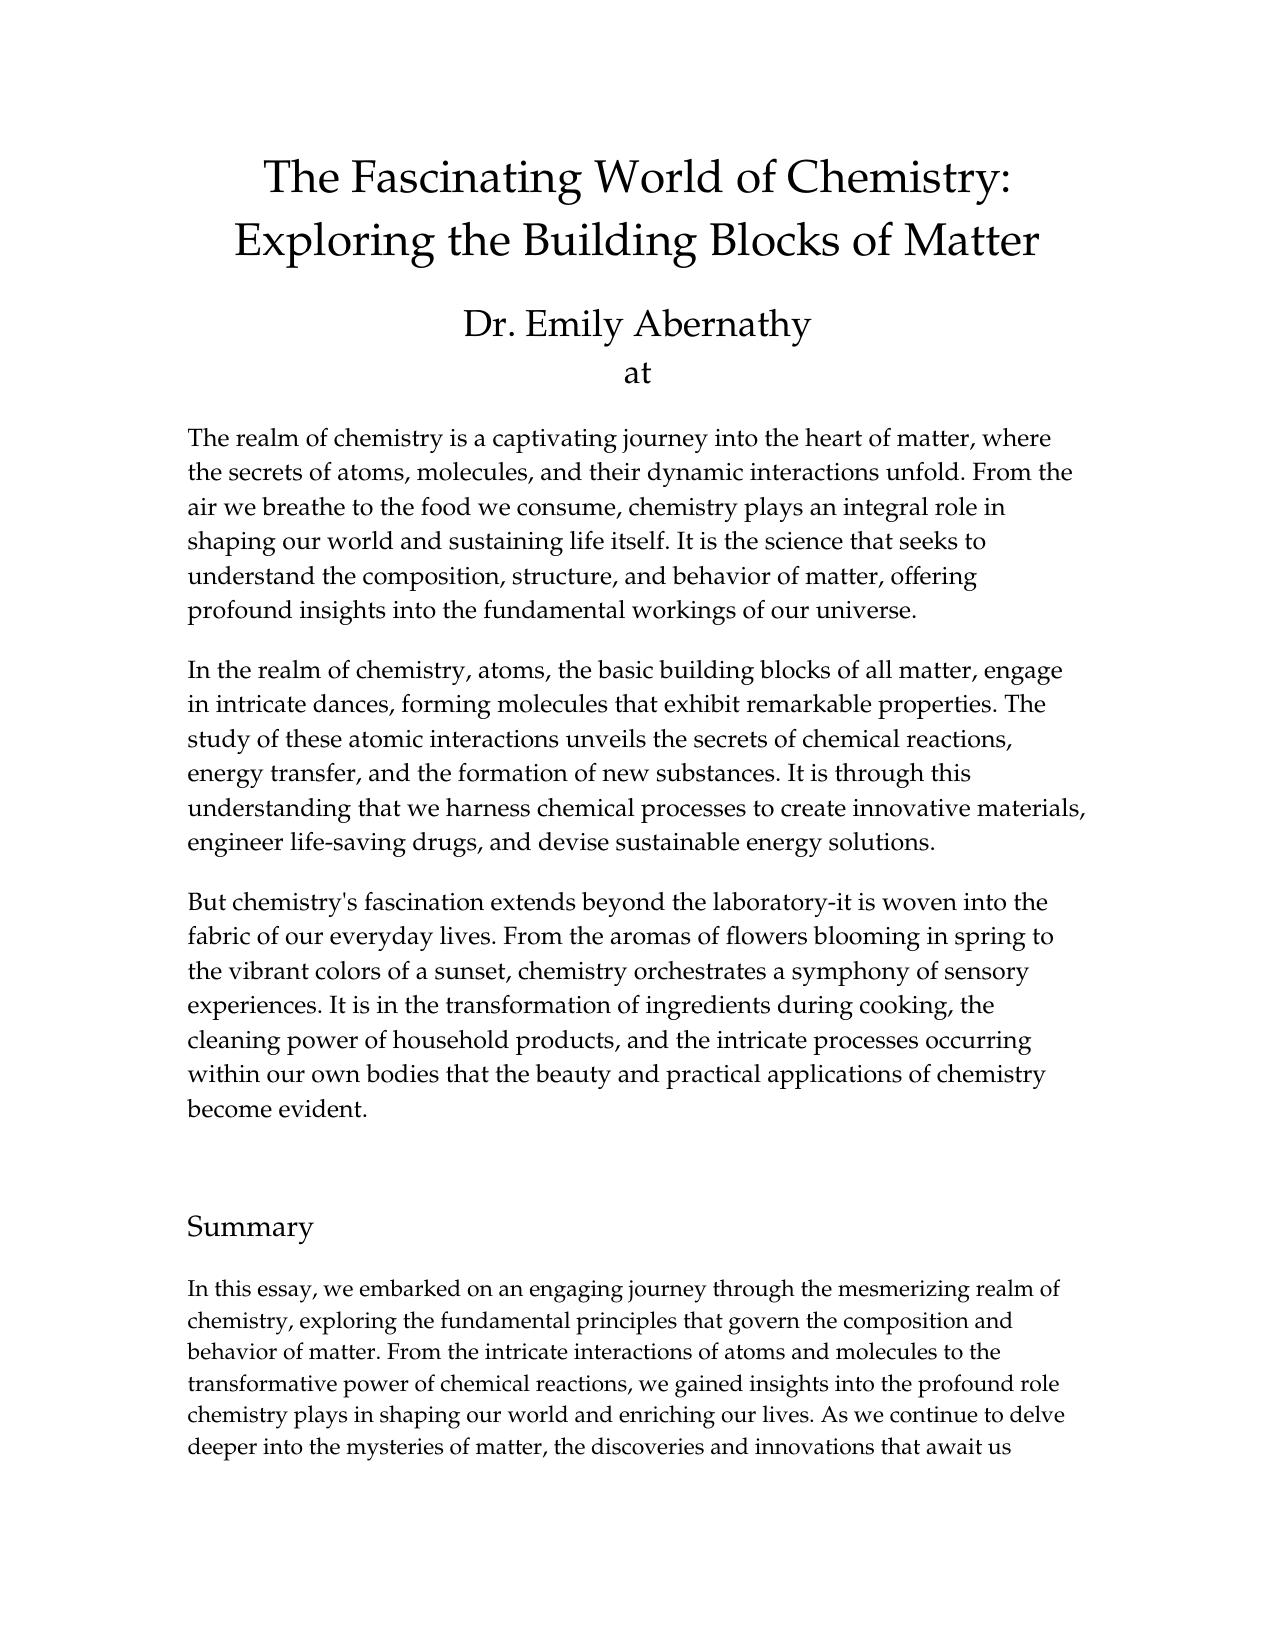 The Fascinating World of Chemistry:
Exploring the Building Blocks of Matter
Dr. Emily Abernathy
at
The realm of chemistry is a captivating journey into the heart of matter, where
the secrets of atoms, molecules, and their dynamic interactions unfold. From the
air we breathe to the food we consume, chemistry plays an integral role in
shaping our world and sustaining life itself. It is the science that seeks to
understand the composition, structure, and behavior of matter, offering
profound insights into the fundamental workings of our universe.
In the realm of chemistry, atoms, the basic building blocks of all matter, engage
in intricate dances, forming molecules that exhibit remarkable properties. The
study of these atomic interactions unveils the secrets of chemical reactions,
energy transfer, and the formation of new substances. It is through this
understanding that we harness chemical processes to create innovative materials,
engineer life-saving drugs, and devise sustainable energy solutions.
But chemistry's fascination extends beyond the laboratory-it is woven into the
fabric of our everyday lives. From the aromas of flowers blooming in spring to
the vibrant colors of a sunset, chemistry orchestrates a symphony of sensory
experiences. It is in the transformation of ingredients during cooking, the
cleaning power of household products, and the intricate processes occurring
within our own bodies that the beauty and practical applications of chemistry
become evident.
Summary
In this essay, we embarked on an engaging journey through the mesmerizing realm of
chemistry, exploring the fundamental principles that govern the composition and
behavior of matter. From the intricate interactions of atoms and molecules to the
transformative power of chemical reactions, we gained insights into the profound role
chemistry plays in shaping our world and enriching our lives. As we continue to delve
deeper into the mysteries of matter, the discoveries and innovations that await us